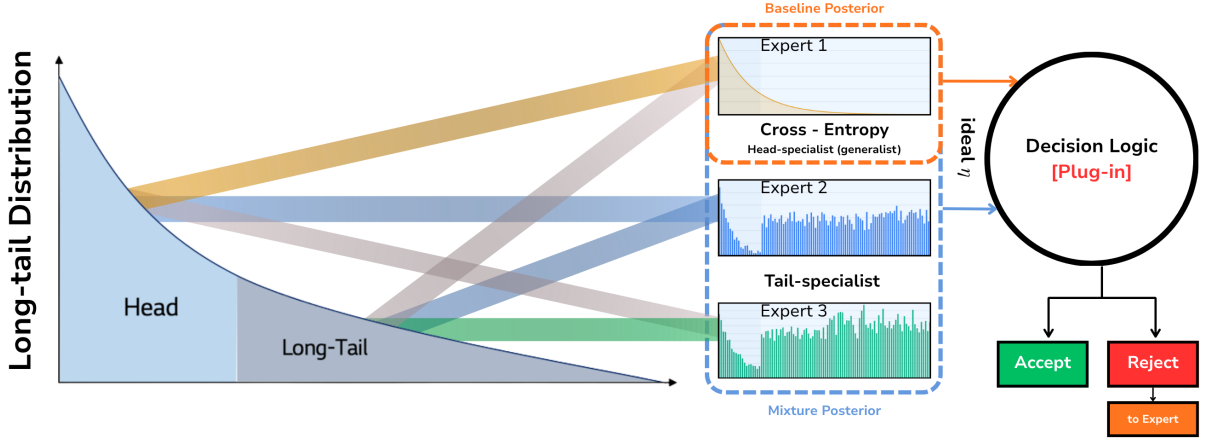 Long-tail Distribution
Head
Long-Tail
Baseline Posterior
Expert 1
Cross - Entropy
Head-specialist (generalist)
Expert 2
Tail-specialist
Expert 3
Mixture Posterior
ideal η
Decision Logic
[Plug-in]
Accept
Reject
to Expert